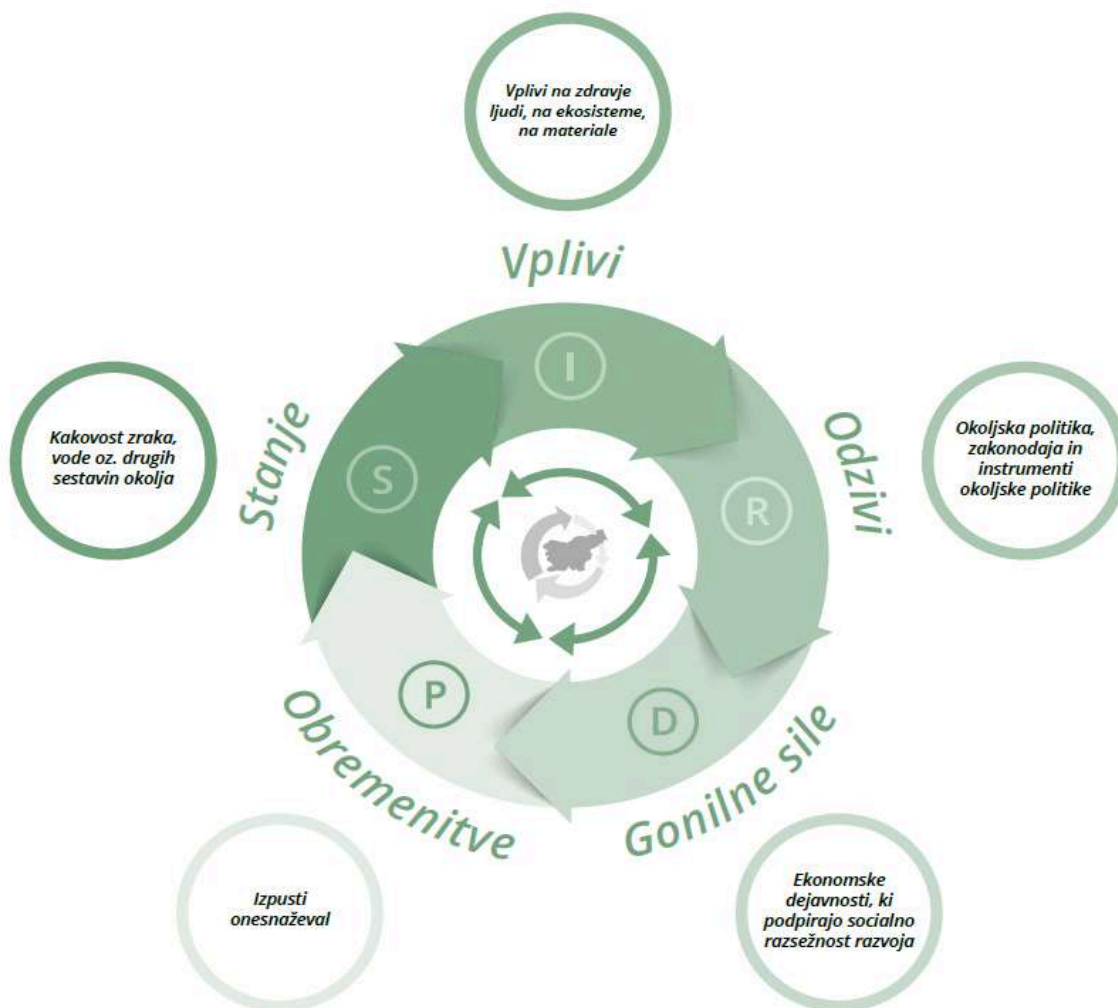 Vplivi na zdravje
ljudi, na ekosisteme,
na materiale
Vplivi
I
Kakovost zraka,
vode oz. drugih
sestavin okolja
Stanje
S
Odzivi
R
Okoljska politika,
zakonodaja in
instrumenti
okoljske politike
P
D
Obremenitve
Gonilne sile
Izpusti
onesnaževal
Ekonomske
dejavnosti, ki
podpirajo socialno
razsežnost razvoja